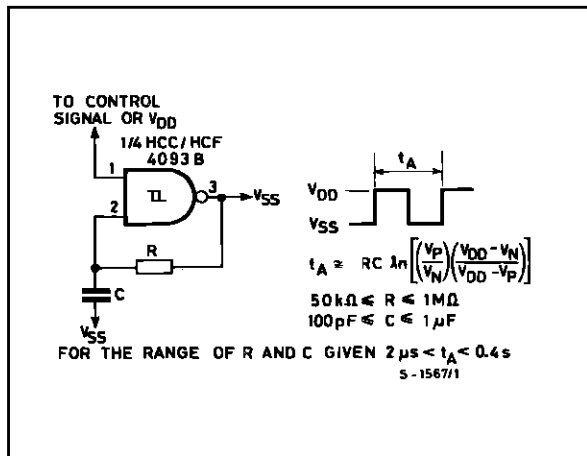 TO CONTROL
SIGNAL OR VDD
1/4 HCC/HCF
4093 B
1
2
3
VSS
R
C
VSS
tA
VDD
VSS
tA ≅ RC ln[(VP/VN)(VDD-VN/VDD-VP)]
50kΩ ≤ R ≤ 1MΩ
100pF ≤ C ≤ 1µF
FOR THE RANGE OF R AND C GIVEN 2µs < tA < 0.4s
S-1567/1